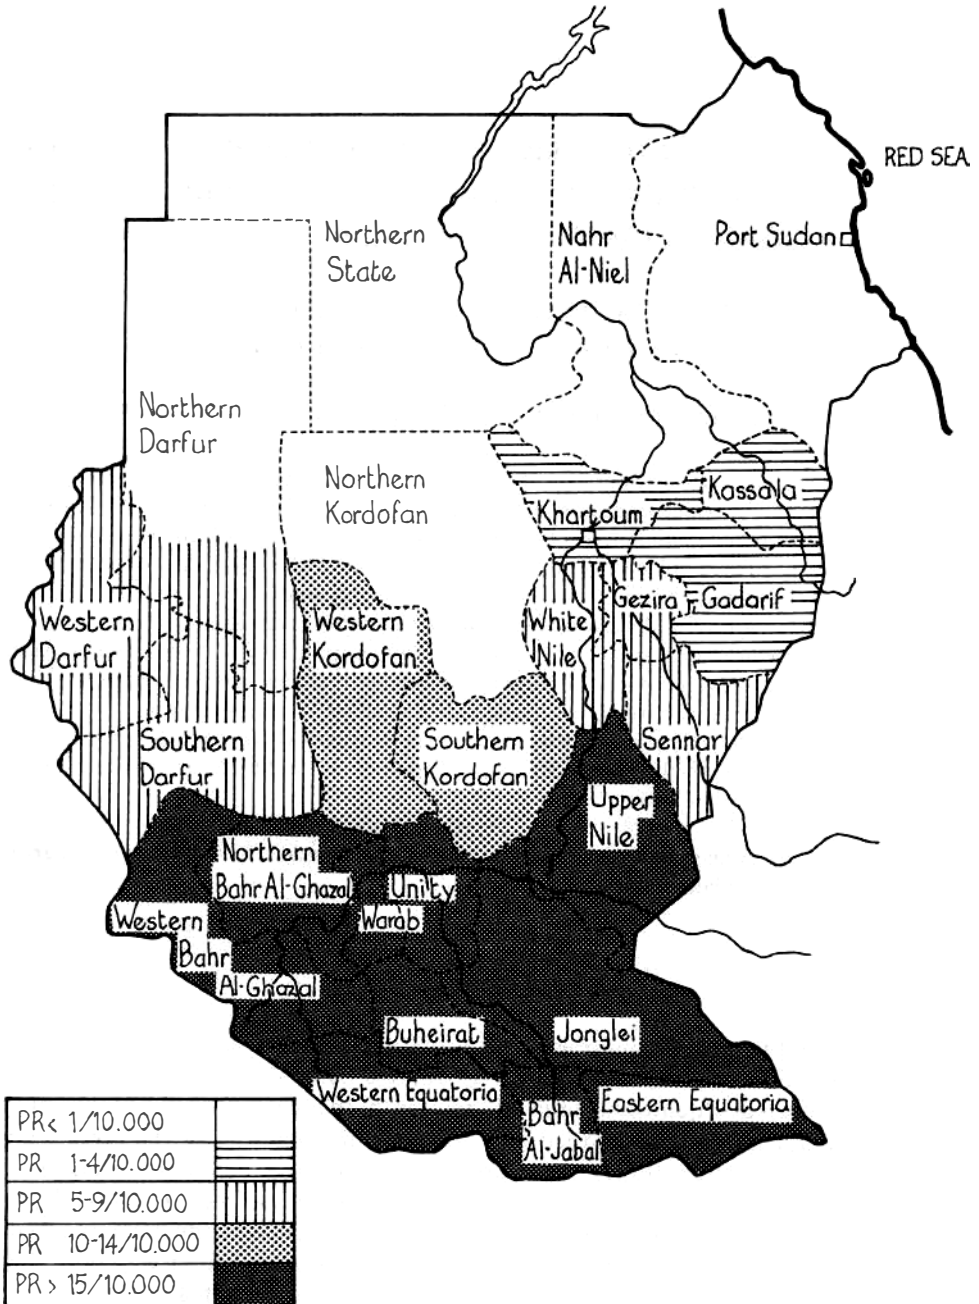 RED SEA
Northern
State
Nahr
Al-Niel
Port Sudan
Northern
Darfur
Northern
Kordofan
Kassala
Khartoum
Western
Darfur
Western
Kordofan
White
Nile
Gezira
Gadarif
Southern
Darfur
Southern
Kordofan
Sennar
Upper
Nile
Northern
Bahr Al-Ghazal
Unity
Warab
Western
Bahr
Al-Ghazal
Buheirat
Jonglei
Western Equatoria
Eastern Equatoria
Bahr
Al-Jabal
PR< 1/10.000
PR 1-4/10.000
PR 5-9/10.000
PR 10-14/10.000
PR > 15/10.000